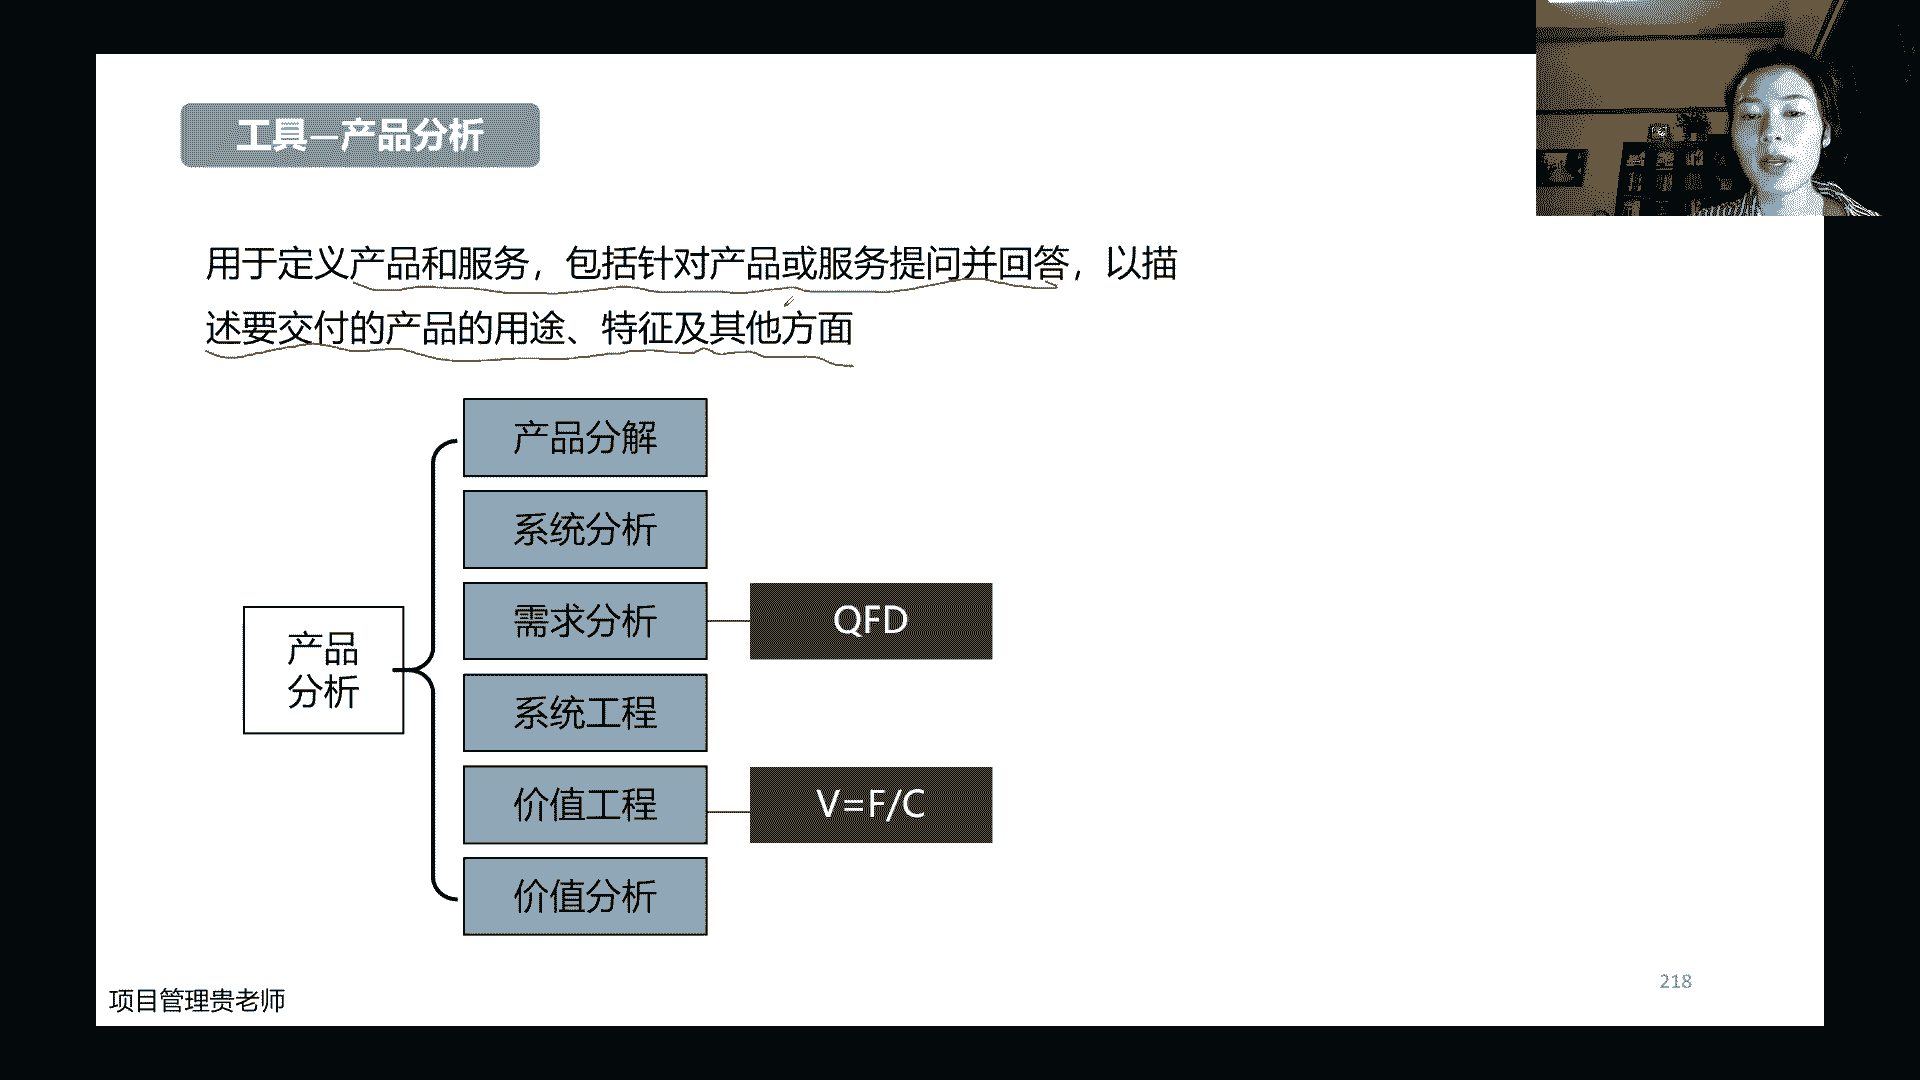 工具—产品分析
用于定义产品和服务，包括针对产品或服务提问并回答，以描
述要交付的产品的用途、特征及其他方面
产品分解
系统分析
需求分析
QFD
产品
分析
系统工程
价值工程
V=F/C
价值分析
项目管理贵老师
218